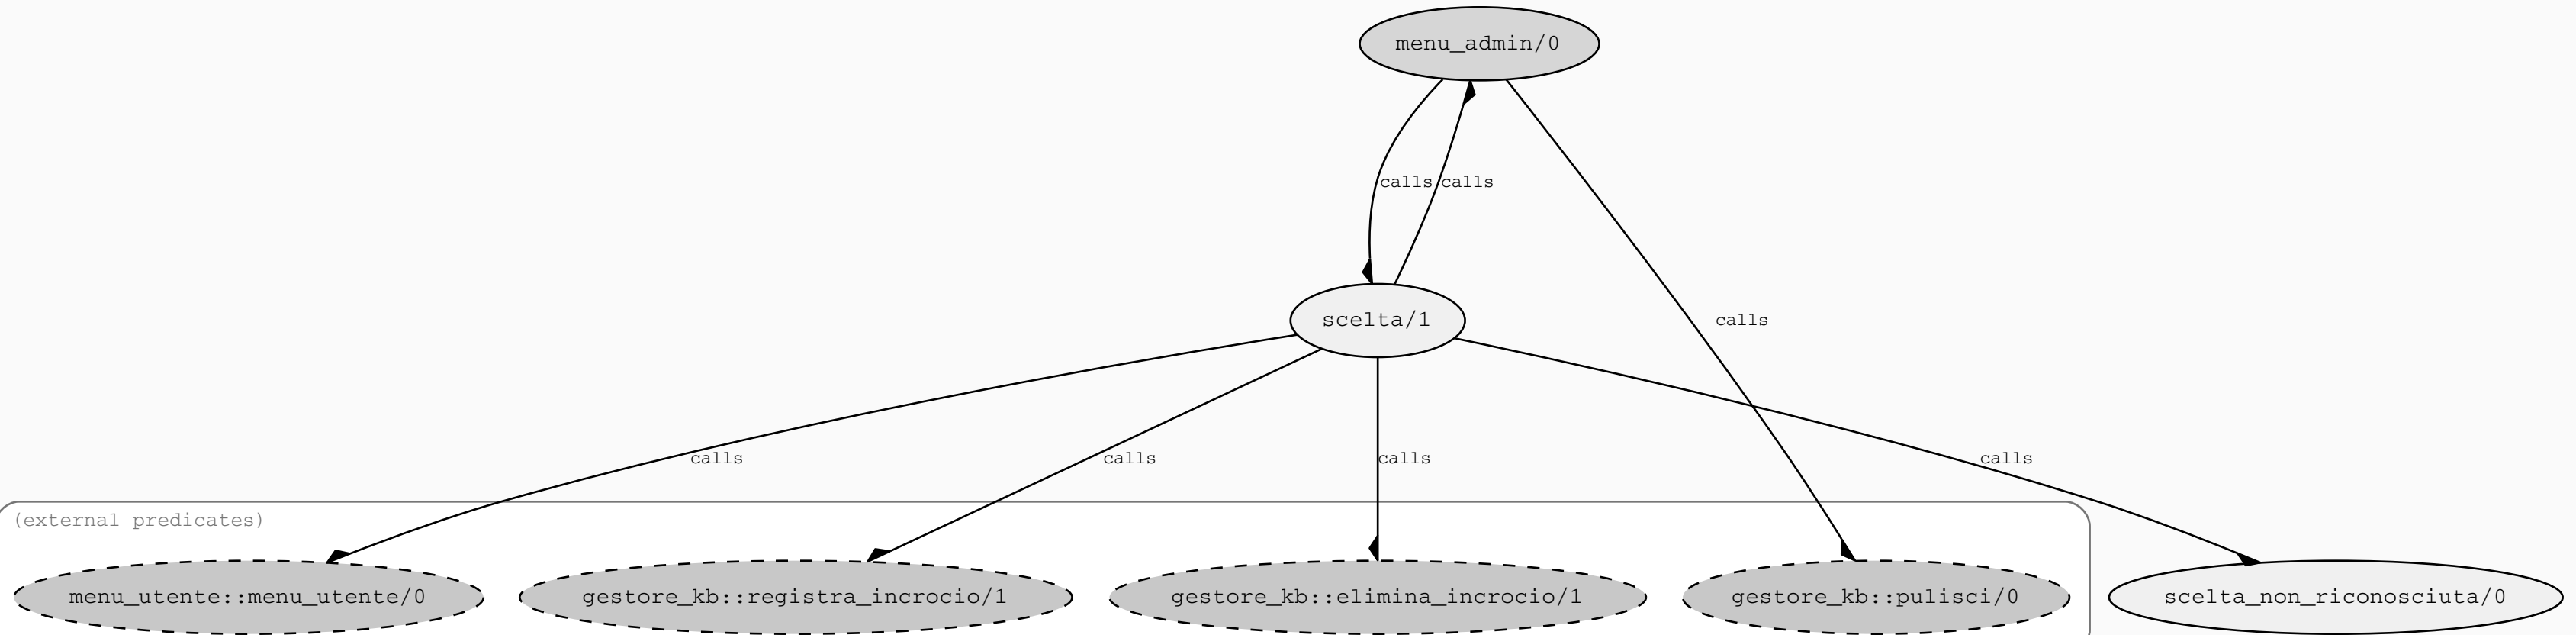 menu_admin/0
calls calls
scelta/1
calls
calls
calls
calls
calls
(external predicates)
menu_utente::menu_utente/0
gestore_kb::registra_incrocio/1
gestore_kb::elimina_incrocio/1
gestore_kb::pulisci/0
scelta_non_riconosciuta/0